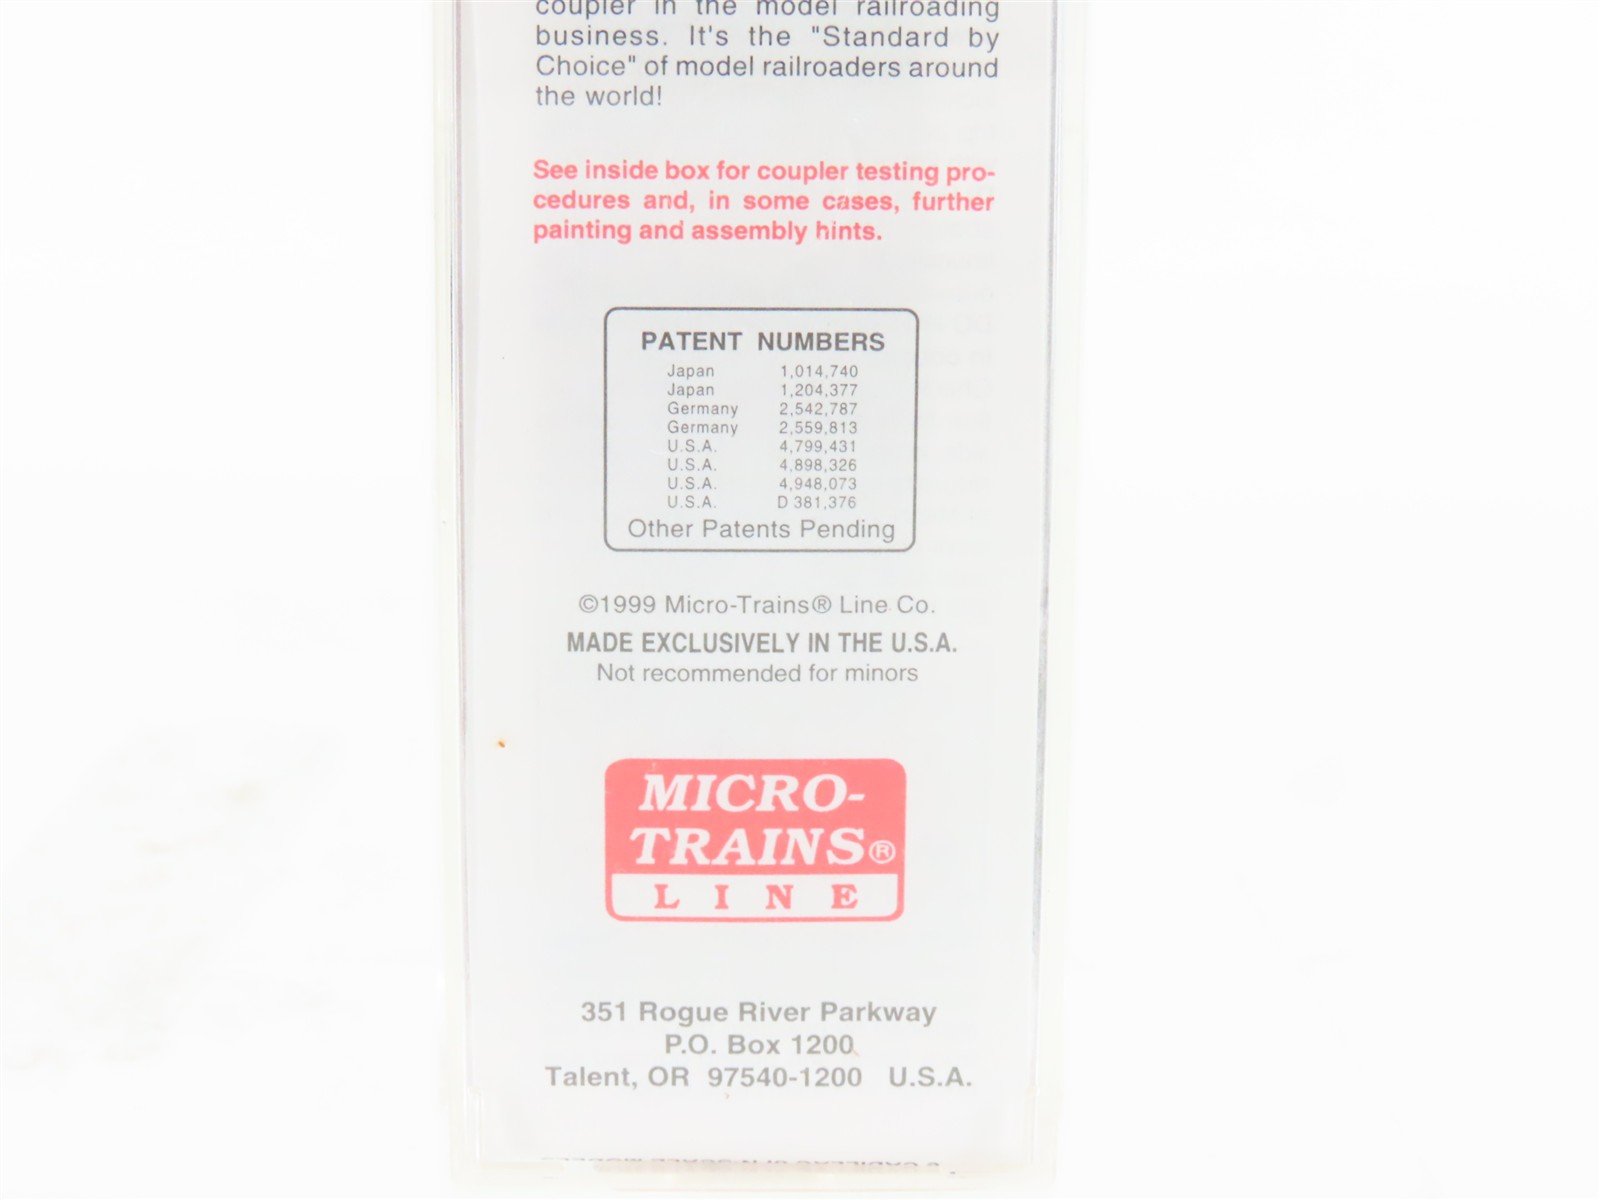 coupler in the model railroading
business. It's the "Standard by
Choice" of model railroaders around
the world!
See inside box for coupler testing pro-
cedures and, in some cases, further
painting and assembly hints.
PATENT NUMBERS
Japan 1,014,740
Japan 1,204,377
Germany 2,542,787
Germany 2,559,813
U.S.A. 4,799,431
U.S.A. 4,898,326
U.S.A. 4,948,073
U.S.A. D 381,376
Other Patents Pending
©1999 Micro-Trains® Line Co.
MADE EXCLUSIVELY IN THE U.S.A.
Not recommended for minors
MICRO-
TRAINS®
LINE
351 Rogue River Parkway
P.O. Box 1200
Talent, OR 97540-1200 U.S.A.